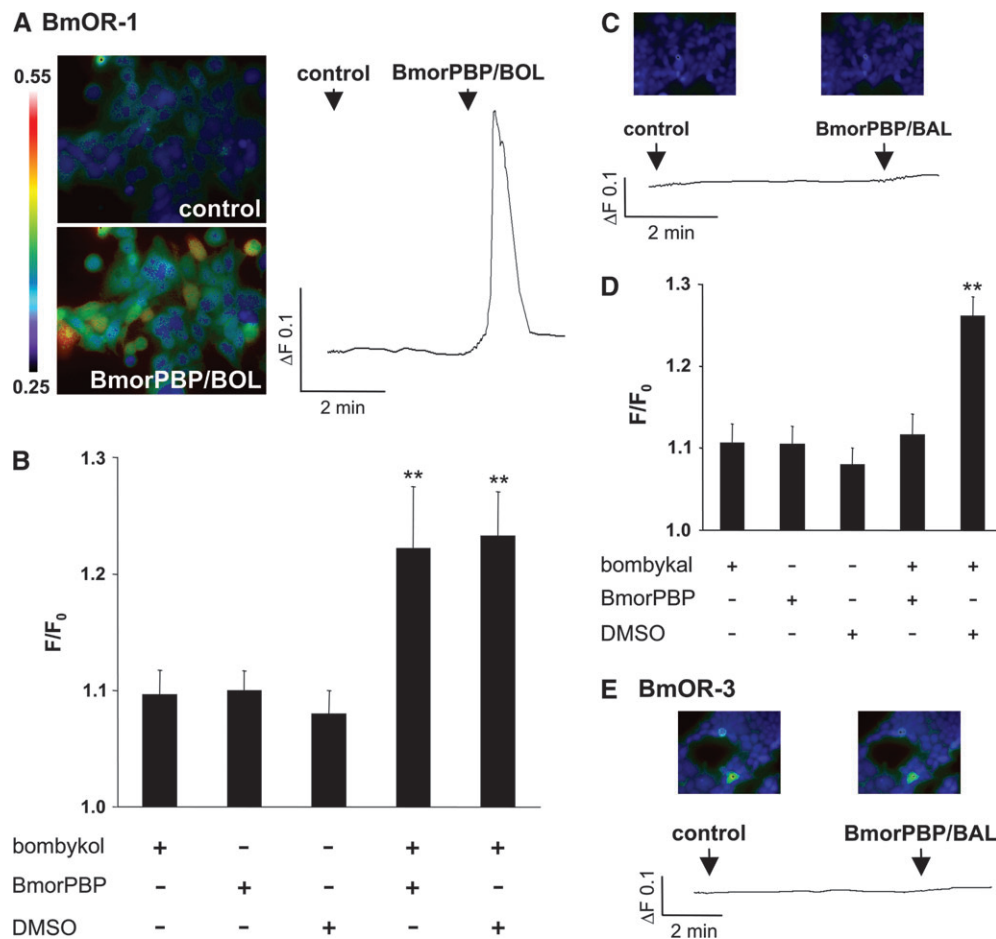 A BmOR-1
0.55
0.25
control
BmorPBP/BOL
control
BmorPBP/BOL
ΔF 0.1
2 min
B
F/F0
1.3
1.2
1.1
1.0
** **
bombykol + – – + +
BmorPBP – + – + –
DMSO – – + – +
C
control
BmorPBP/BAL
ΔF 0.1
2 min
D
F/F0
1.3
1.2
1.1
1.0
**
bombykal + – – + +
BmorPBP – + – + –
DMSO – – + – +
E BmOR-3
control
BmorPBP/BAL
ΔF 0.1
2 min